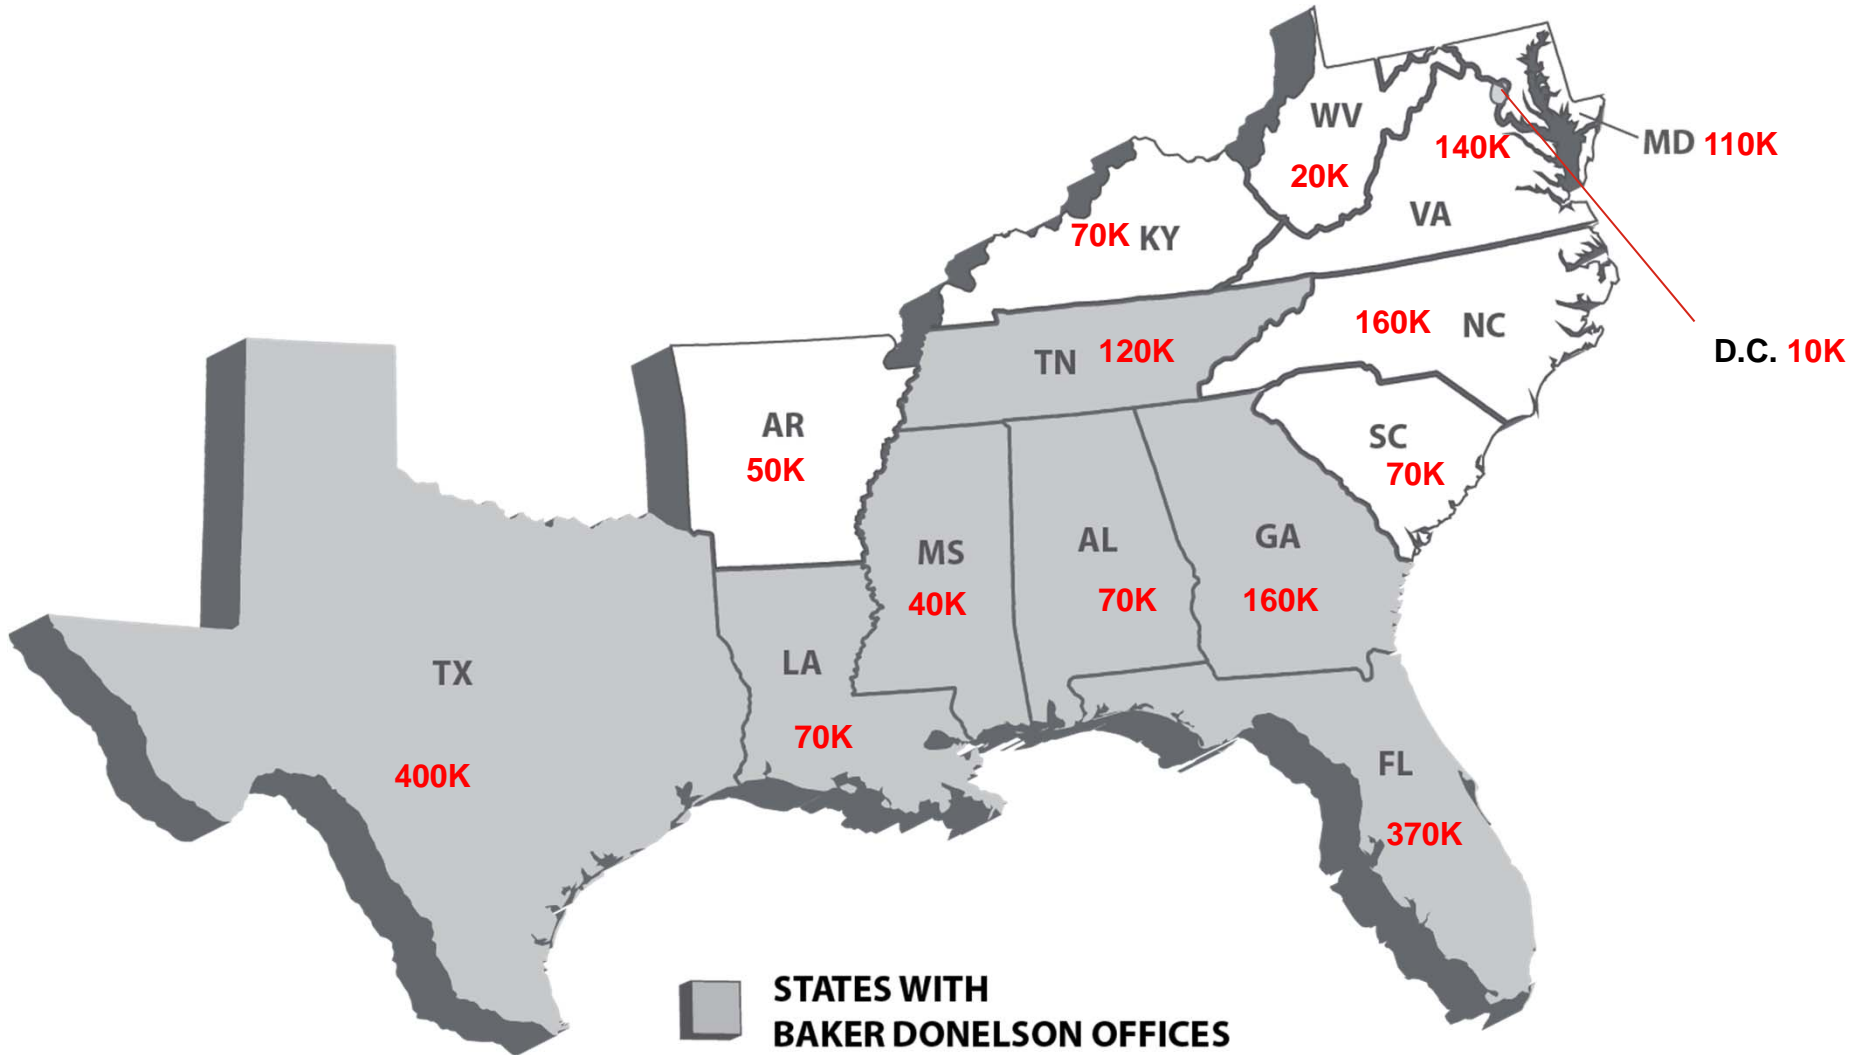 WV
20K
140K
VA
MD 110K
70K KY
D.C. 10K
160K NC
TN 120K
AR
50K
SC
70K
MS
40K
AL
70K
GA
160K
TX
400K
LA
70K
FL
370K
STATES WITH
BAKER DONELSON OFFICES